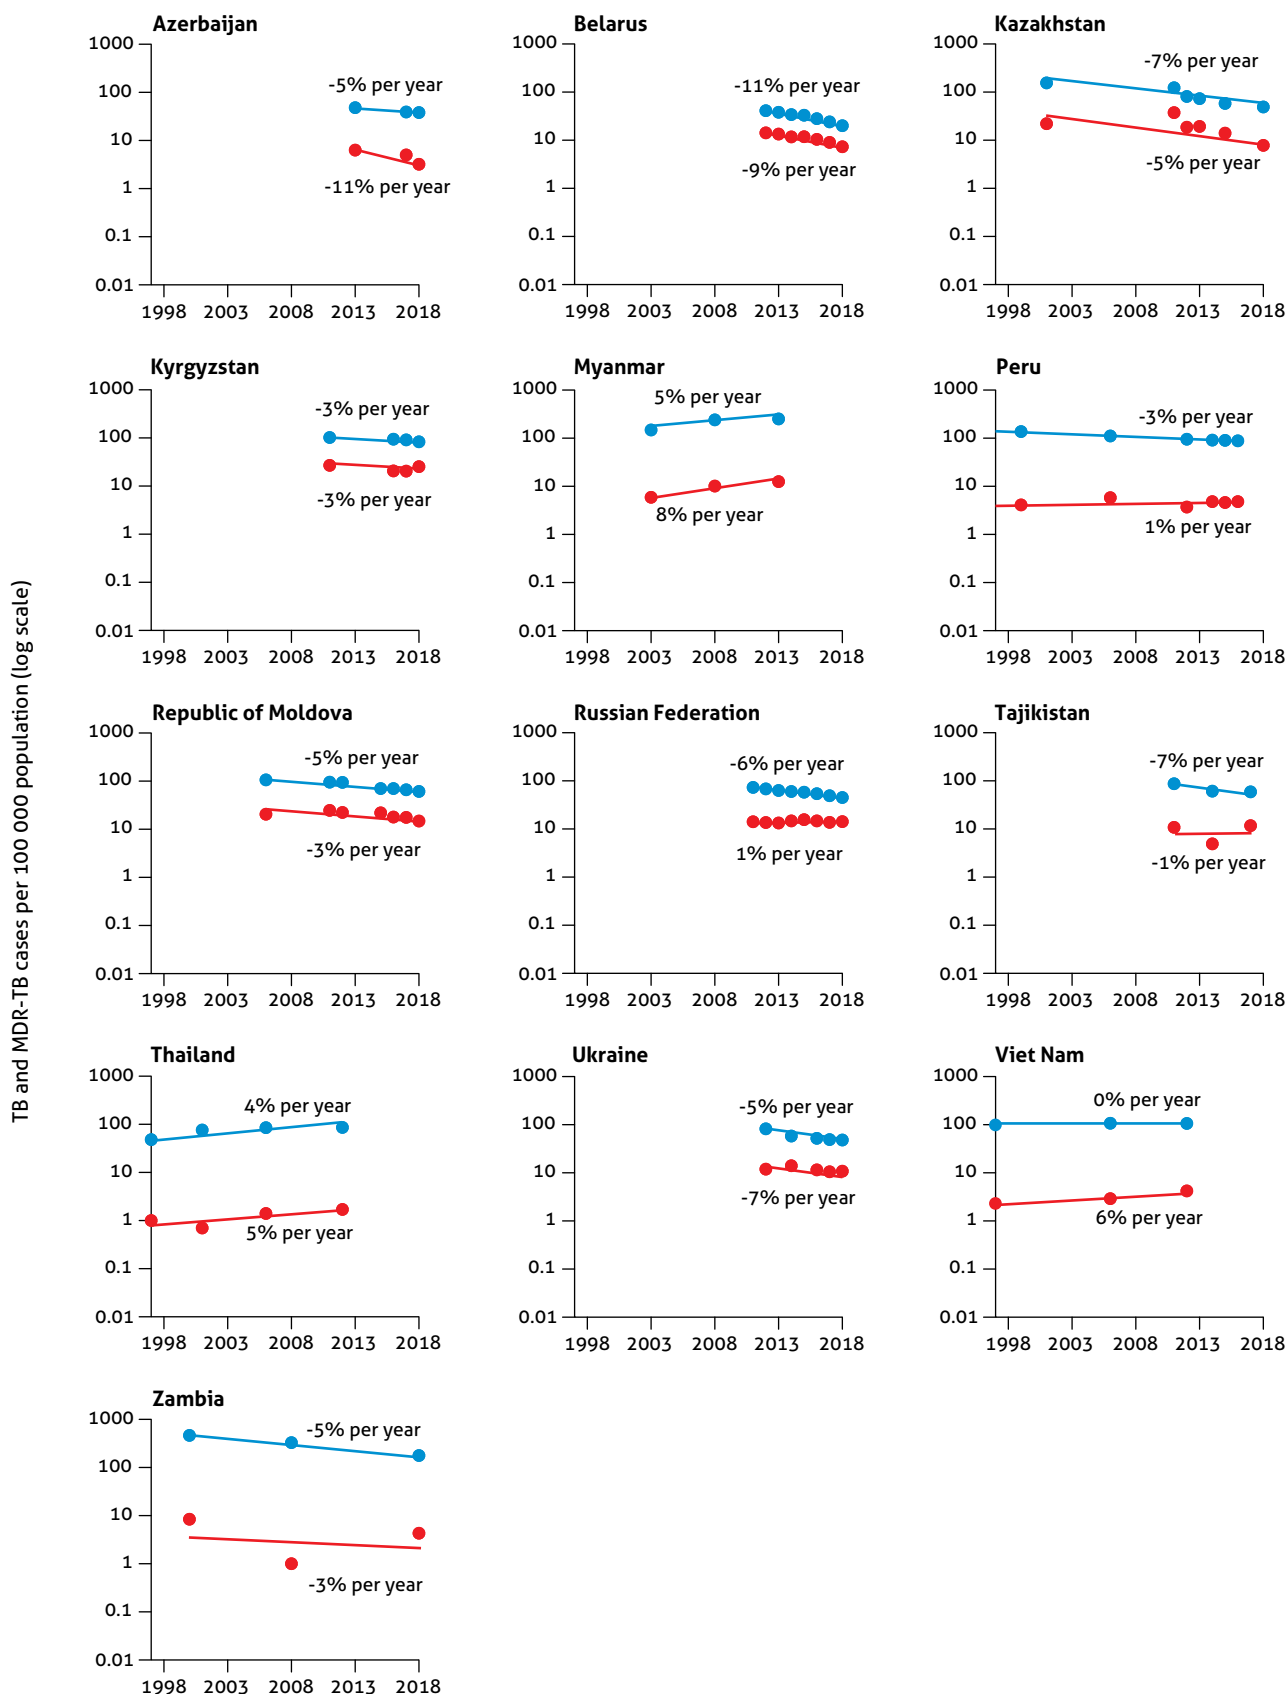 TB and MDR-TB cases per 100 000 population (log scale)
Azerbaijan
1000
100
10
1
0.1
0.01
-5% per year
-11% per year
1998 2003 2008 2013 2018
Belarus
1000
100
10
1
0.1
0.01
-11% per year
-9% per year
1998 2003 2008 2013 2018
Kazakhstan
1000
100
10
1
0.1
0.01
-7% per year
-5% per year
1998 2003 2008 2013 2018
Kyrgyzstan
1000
100
10
1
0.1
0.01
-3% per year
-3% per year
1998 2003 2008 2013 2018
Myanmar
1000
100
10
1
0.1
0.01
5% per year
8% per year
1998 2003 2008 2013 2018
Peru
1000
100
10
1
0.1
0.01
-3% per year
1% per year
1998 2003 2008 2013 2018
Republic of Moldova
1000
100
10
1
0.1
0.01
-5% per year
-3% per year
1998 2003 2008 2013 2018
Russian Federation
1000
100
10
1
0.1
0.01
-6% per year
1% per year
1998 2003 2008 2013 2018
Tajikistan
1000
100
10
1
0.1
0.01
-7% per year
-1% per year
1998 2003 2008 2013 2018
Thailand
1000
100
10
1
0.1
0.01
4% per year
5% per year
1998 2003 2008 2013 2018
Ukraine
1000
100
10
1
0.1
0.01
-5% per year
-7% per year
1998 2003 2008 2013 2018
Viet Nam
1000
100
10
1
0.1
0.01
0% per year
6% per year
1998 2003 2008 2013 2018
Zambia
1000
100
10
1
0.1
0.01
-5% per year
-3% per year
1998 2003 2008 2013 2018